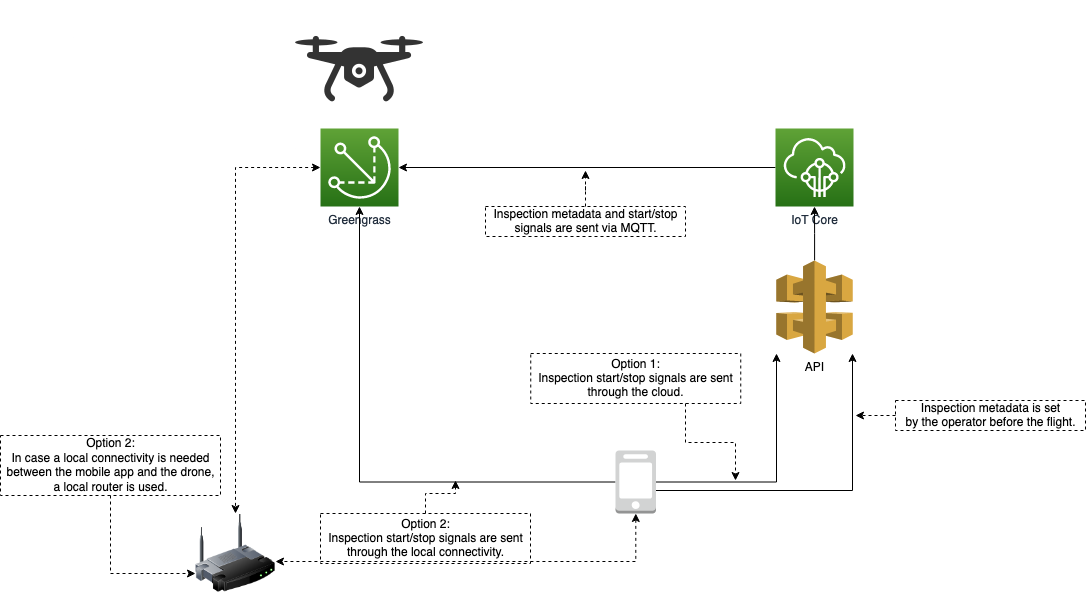 Greengrass
IoT Core
Inspection metadata and start/stop
signals are sent via MQTT.
API
Option 1:
Inspection start/stop signals are sent
through the cloud.
Inspection metadata is set
by the operator before the flight.
Option 2:
In case a local connectivity is needed
between the mobile app and the drone,
a local router is used.
Option 2:
Inspection start/stop signals are sent
through the local connectivity.